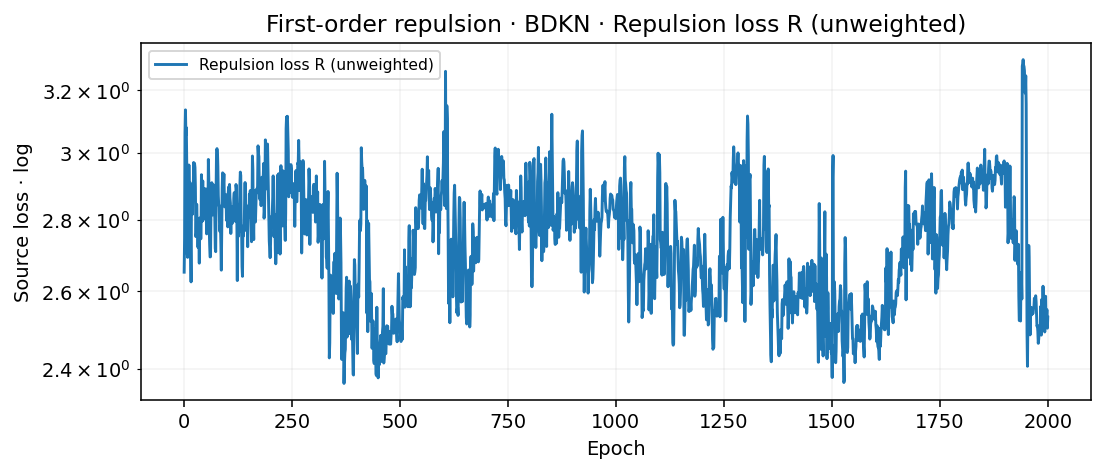 First-order repulsion · BDKN · Repulsion loss R (unweighted)
Repulsion loss R (unweighted)
Source loss · log
3.2 × 10⁰
3 × 10⁰
2.8 × 10⁰
2.6 × 10⁰
2.4 × 10⁰
0 250 500 750 1000 1250 1500 1750 2000
Epoch